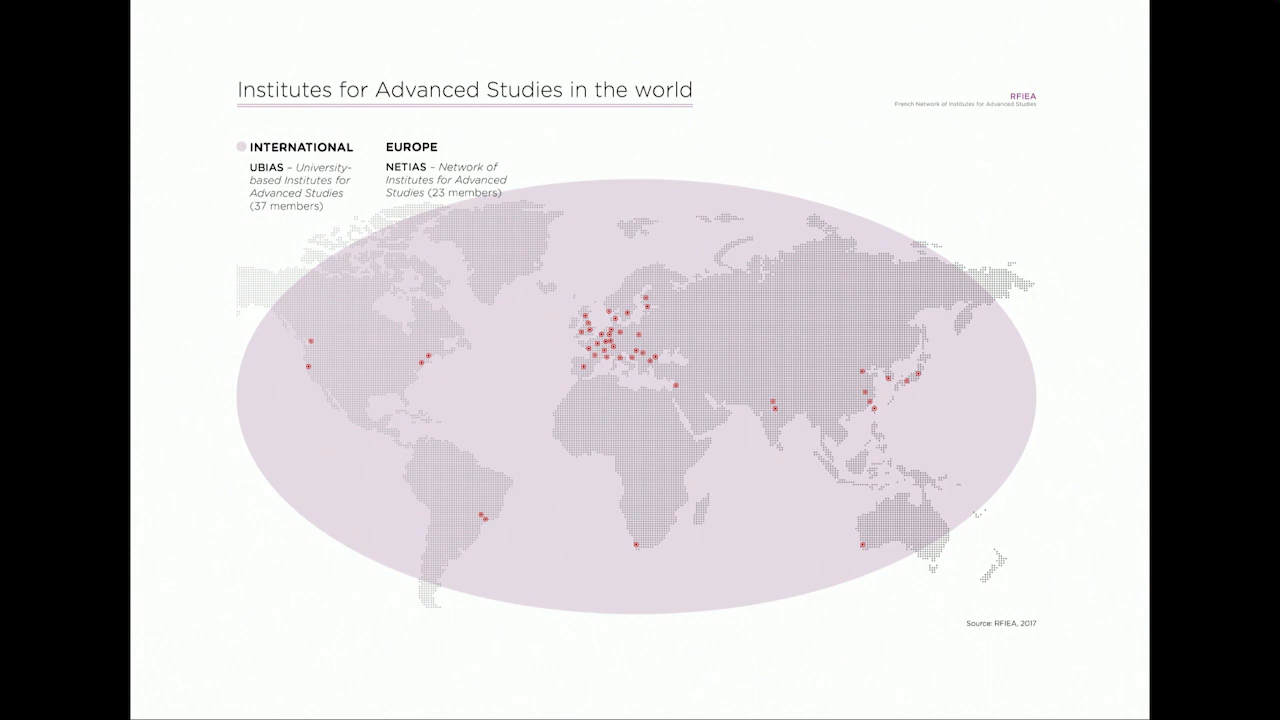 Institutes for Advanced Studies in the world
RFIEA
French Network of Institutes for Advanced Studies
INTERNATIONAL
UBIAS – University-
based Institutes for
Advanced Studies
(37 members)
EUROPE
NETIAS – Network of
Institutes for Advanced
Studies (23 members)
Source: RFIEA, 2017